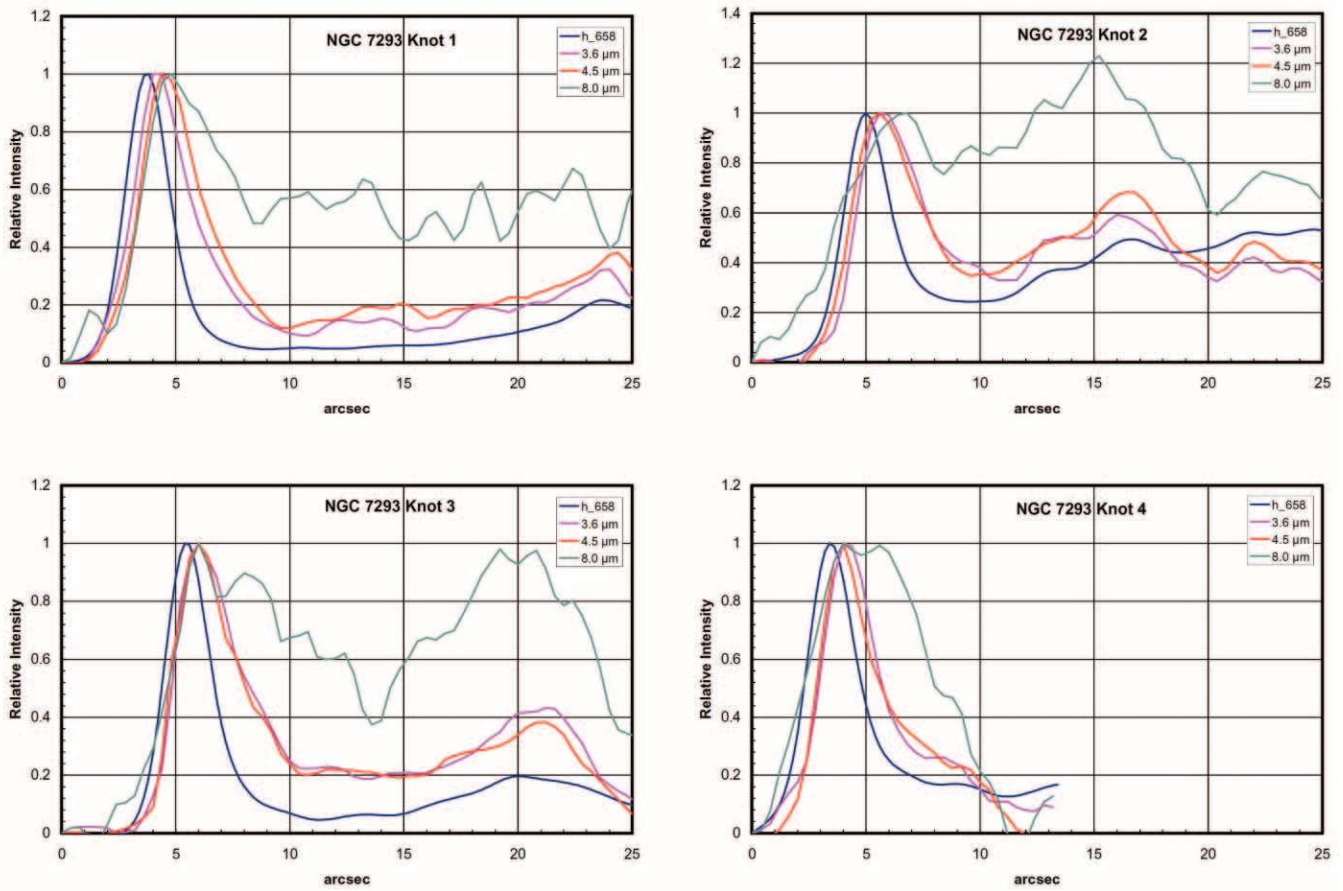 NGC 7293 Knot 1
h_658
3.6 µm
4.5 µm
8.0 µm
Relative Intensity
1.2
1
0.8
0.6
0.4
0.2
0
0 5 10 15 20 25
arcsec
NGC 7293 Knot 2
h_658
3.6 µm
4.5 µm
8.0 µm
Relative Intensity
1.4
1.2
1
0.8
0.6
0.4
0.2
0
0 5 10 15 20 25
arcsec
NGC 7293 Knot 3
h_658
3.6 µm
4.5 µm
8.0 µm
Relative Intensity
1.2
1
0.8
0.6
0.4
0.2
0
0 5 10 15 20 25
arcsec
NGC 7293 Knot 4
h_658
3.6 µm
4.5 µm
8.0 µm
Relative Intensity
1.2
1
0.8
0.6
0.4
0.2
0
0 5 10 15 20 25
arcsec